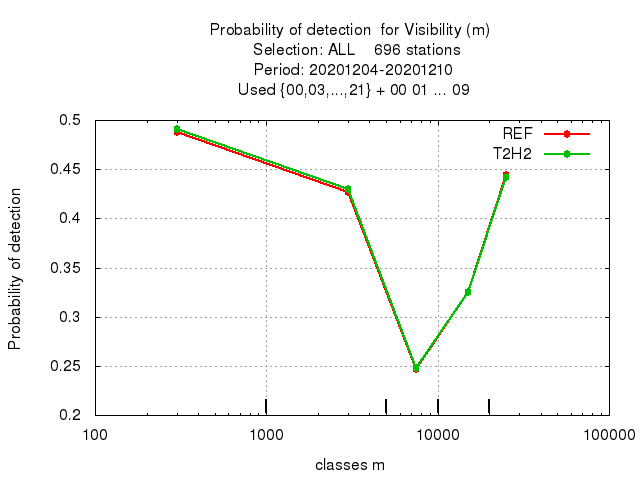 Probability of detection  for Visibility (m)
Selection: ALL    696 stations
Period: 20201204-20201210
Used {00,03,...,21} + 00 01 ... 09
REF
T2H2
0.5
0.45
0.4
0.35
0.3
0.25
0.2
Probability of detection
100
1000
10000
100000
classes m